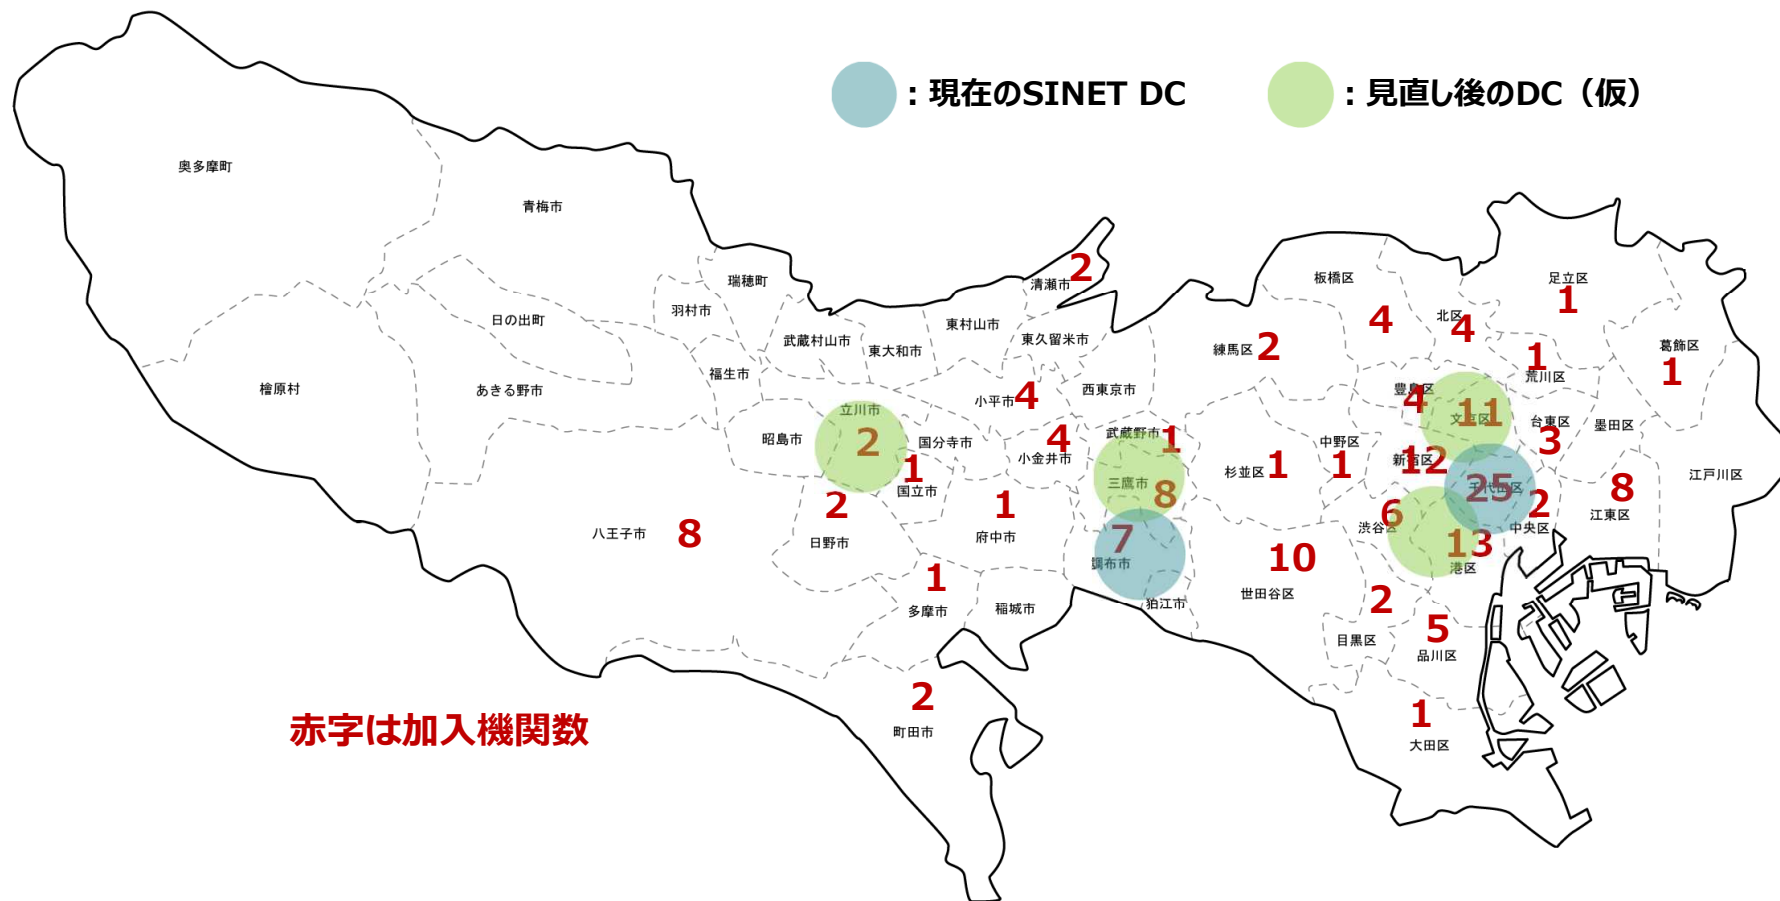 ：現在のSINET DC
：見直し後のDC（仮）
奥多摩町
青梅市
瑞穂町
羽村市
日の出町
檜原村
あきる野市
福生市
武蔵村山市
東大和市
東村山市
清瀬市
2
東久留米市
西東京市
小平市
4
立川市
2
昭島市
国分寺市
1
国立市
小金井市
4
武蔵野市
1
三鷹市
8
八王子市
8
2
日野市
1
府中市
7
調布市
狛江市
1
多摩市
稲城市
2
町田市
板橋区
4
北区
4
足立区
1
練馬区
2
1
荒川区
葛飾区
1
豊島区
4
文京区
11
台東区
3
墨田区
江戸川区
杉並区
1
中野区
1
新宿区
12
千代田区
25
2
中央区
8
江東区
渋谷区
6
13
港区
10
世田谷区
2
目黒区
5
品川区
1
大田区
赤字は加入機関数